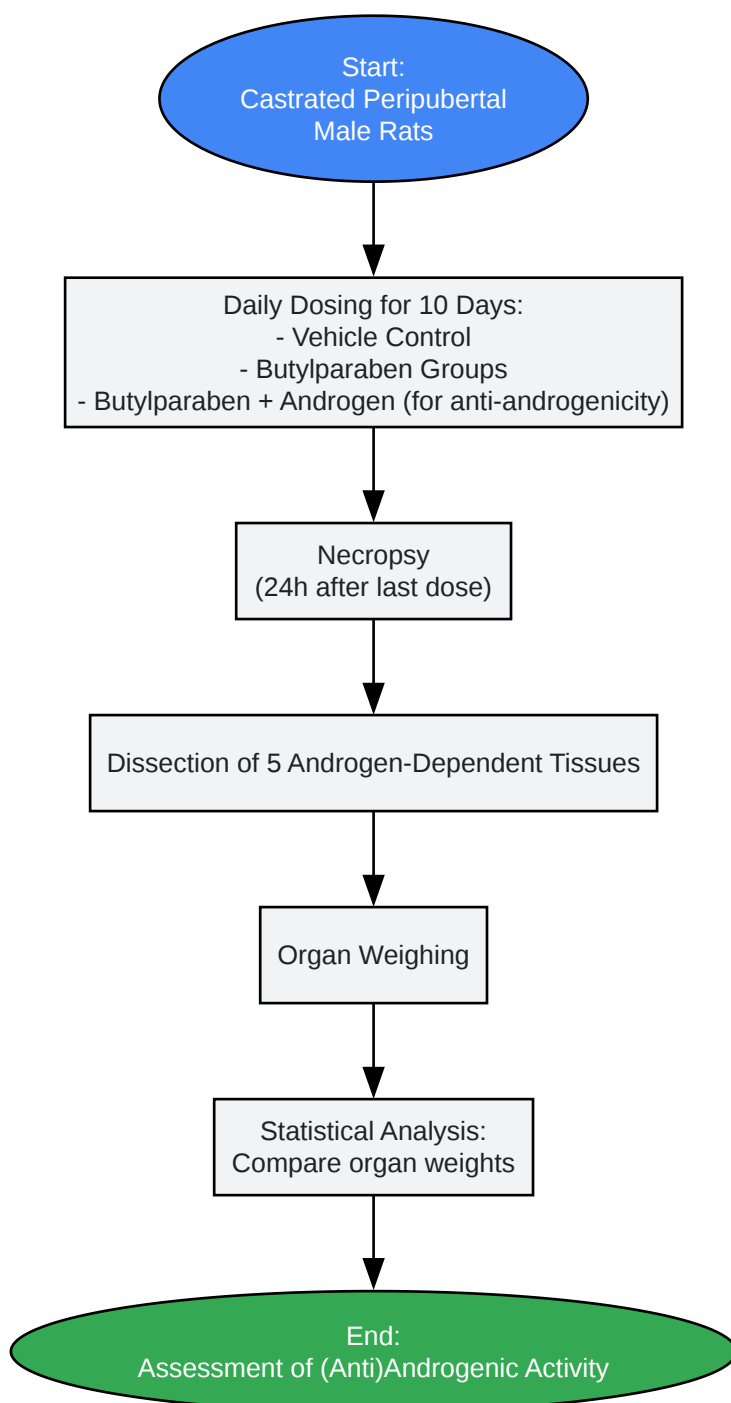 Start:
Castrated Peripubertal
Male Rats
Daily Dosing for 10 Days:
- Vehicle Control
- Butylparaben Groups
- Butylparaben + Androgen (for anti-androgenicity)
Necropsy
(24h after last dose)
Dissection of 5 Androgen-Dependent Tissues
Organ Weighing
Statistical Analysis:
Compare organ weights
End:
Assessment of (Anti)Androgenic Activity